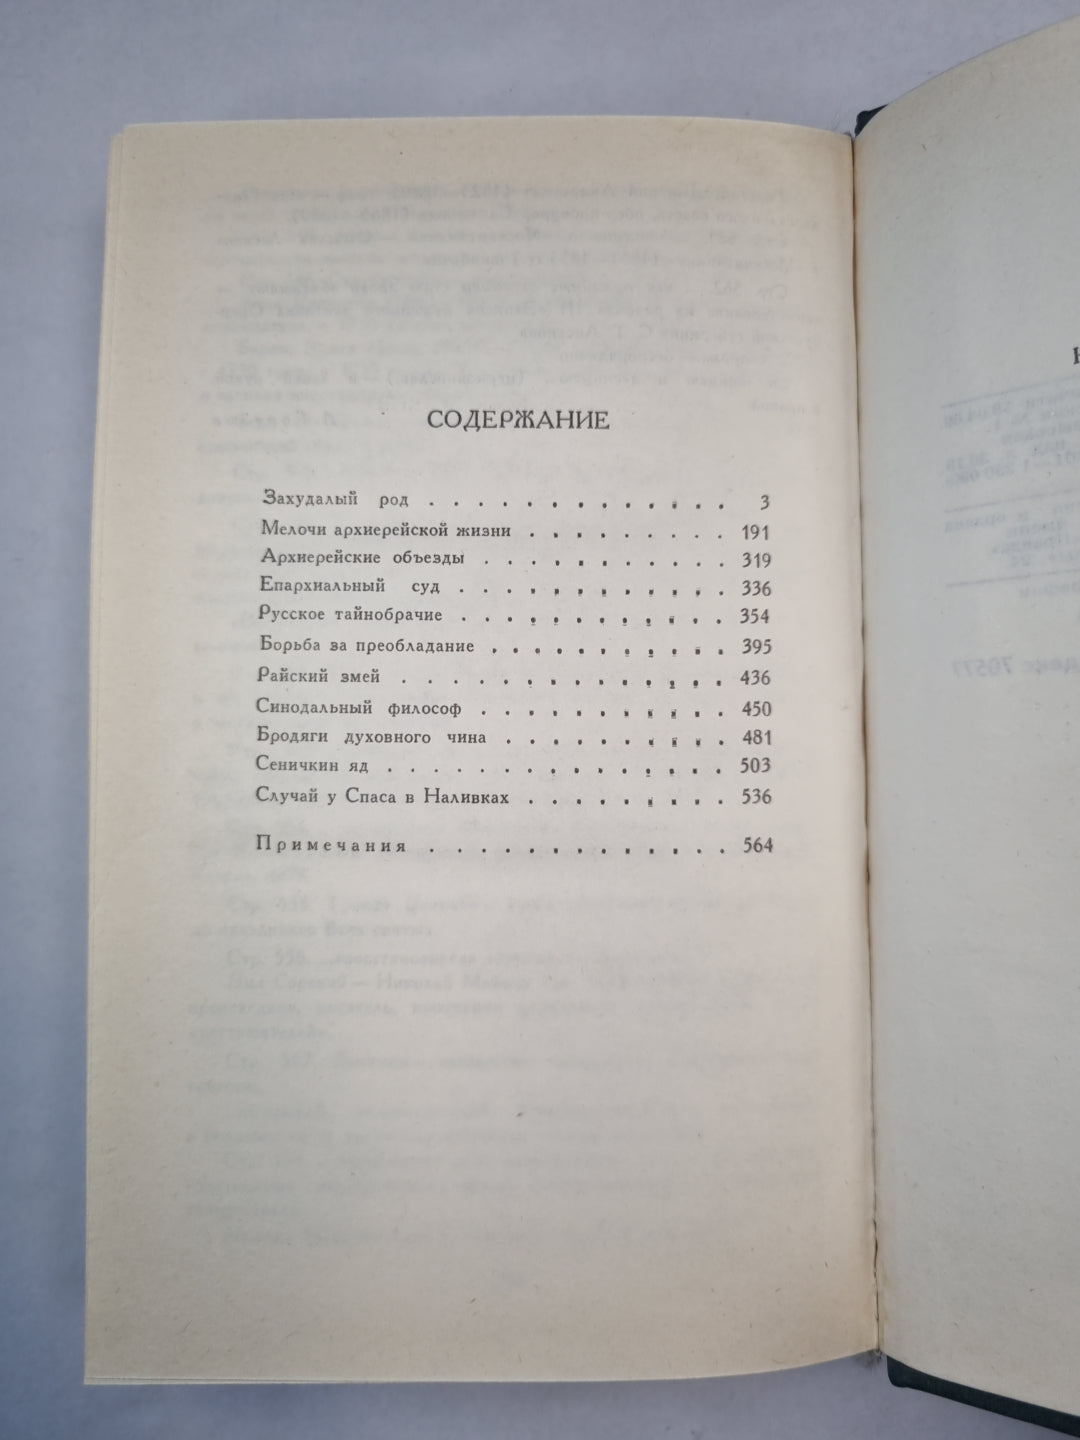 СОДЕРЖАНИЕ
Захудалый род . . . . . . . . . . . . . 3
Мелочи архиерейской жизни . . . . . . . . . 191
Архиерейские объезды . . . . . . . . . . . 319
Епархиальный суд . . . . . . . . . . . . 336
Русское тайнобрачие . . . . . . . . . . . . 354
Борьба за преобладание . . . . . . . . . . . 395
Райский змей . . . . . . . . . . . . . . 436
Синодальный философ . . . . . . . . . . . 450
Бродяги духовного чина . . . . . . . . . . 481
Сеничкин яд . . . . . . . . . . . . . . . 503
Случай у Спаса в Наливках . . . . . . . . . 536
Примечания . . . . . . . . . . . . . 564